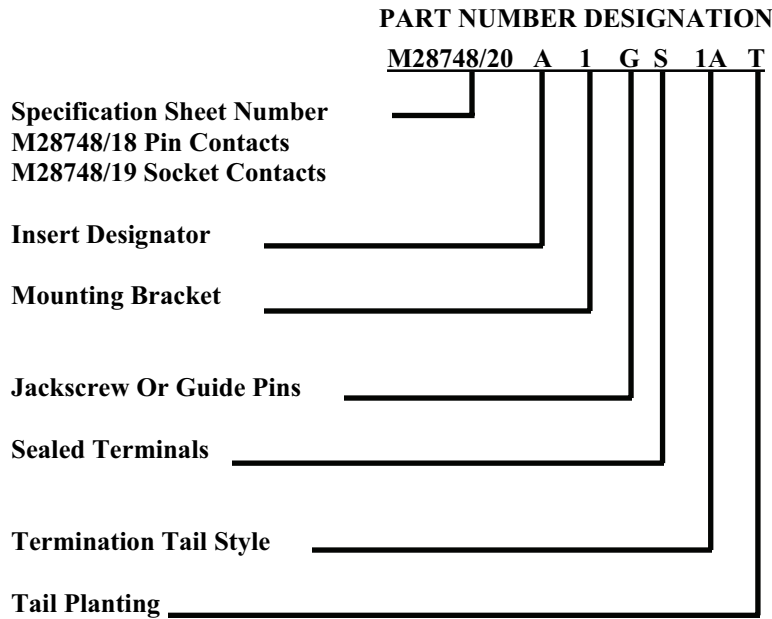 PART NUMBER DESIGNATION
M28748/20 A 1 G S 1A T
Specification Sheet Number
M28748/18 Pin Contacts
M28748/19 Socket Contacts
Insert Designator
Mounting Bracket
Jackscrew Or Guide Pins
Sealed Terminals
Termination Tail Style
Tail Planting